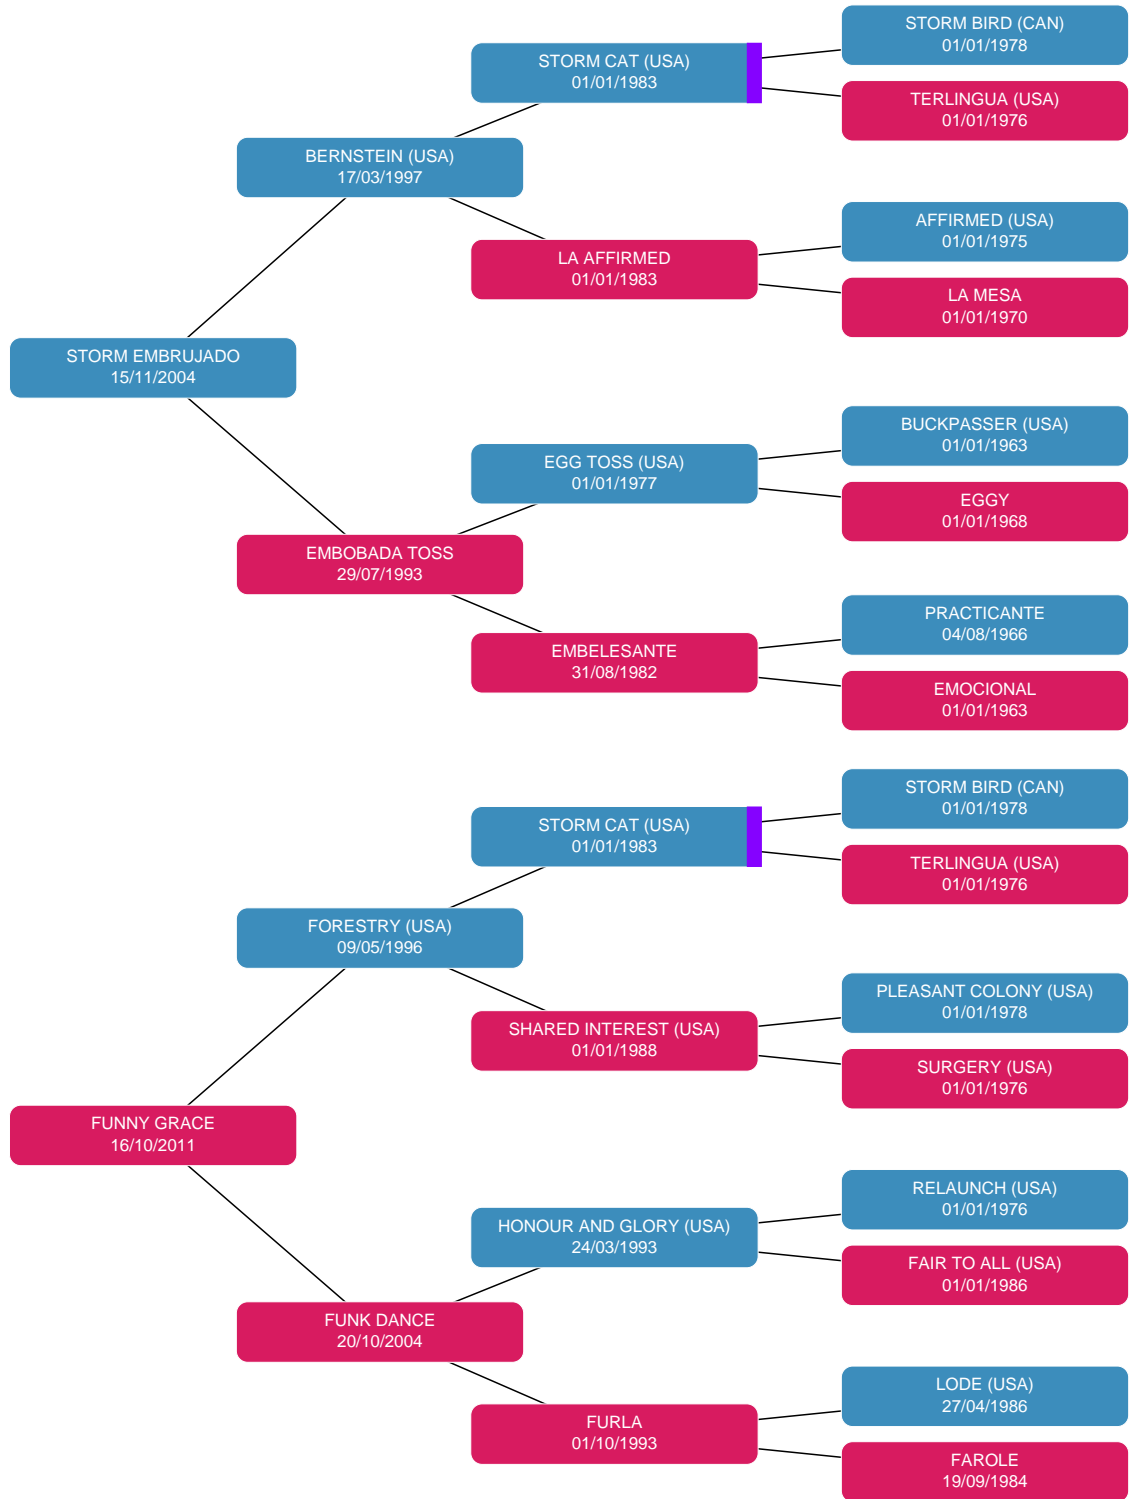 STORM BIRD (CAN)
01/01/1978
STORM CAT (USA)
01/01/1983
TERLINGUA (USA)
01/01/1976
BERNSTEIN (USA)
17/03/1997
AFFIRMED (USA)
01/01/1975
LA AFFIRMED
01/01/1983
LA MESA
01/01/1970
STORM EMBRUJADO
15/11/2004
BUCKPASSER (USA)
01/01/1963
EGG TOSS (USA)
01/01/1977
EGGY
01/01/1968
EMBOBADA TOSS
29/07/1993
PRACTICANTE
04/08/1966
EMBELESANTE
31/08/1982
EMOCIONAL
01/01/1963
STORM BIRD (CAN)
01/01/1978
STORM CAT (USA)
01/01/1983
TERLINGUA (USA)
01/01/1976
FORESTRY (USA)
09/05/1996
PLEASANT COLONY (USA)
01/01/1978
SHARED INTEREST (USA)
01/01/1988
SURGERY (USA)
01/01/1976
FUNNY GRACE
16/10/2011
RELAUNCH (USA)
01/01/1976
HONOUR AND GLORY (USA)
24/03/1993
FAIR TO ALL (USA)
01/01/1986
FUNK DANCE
20/10/2004
LODE (USA)
27/04/1986
FURLA
01/10/1993
FAROLE
19/09/1984